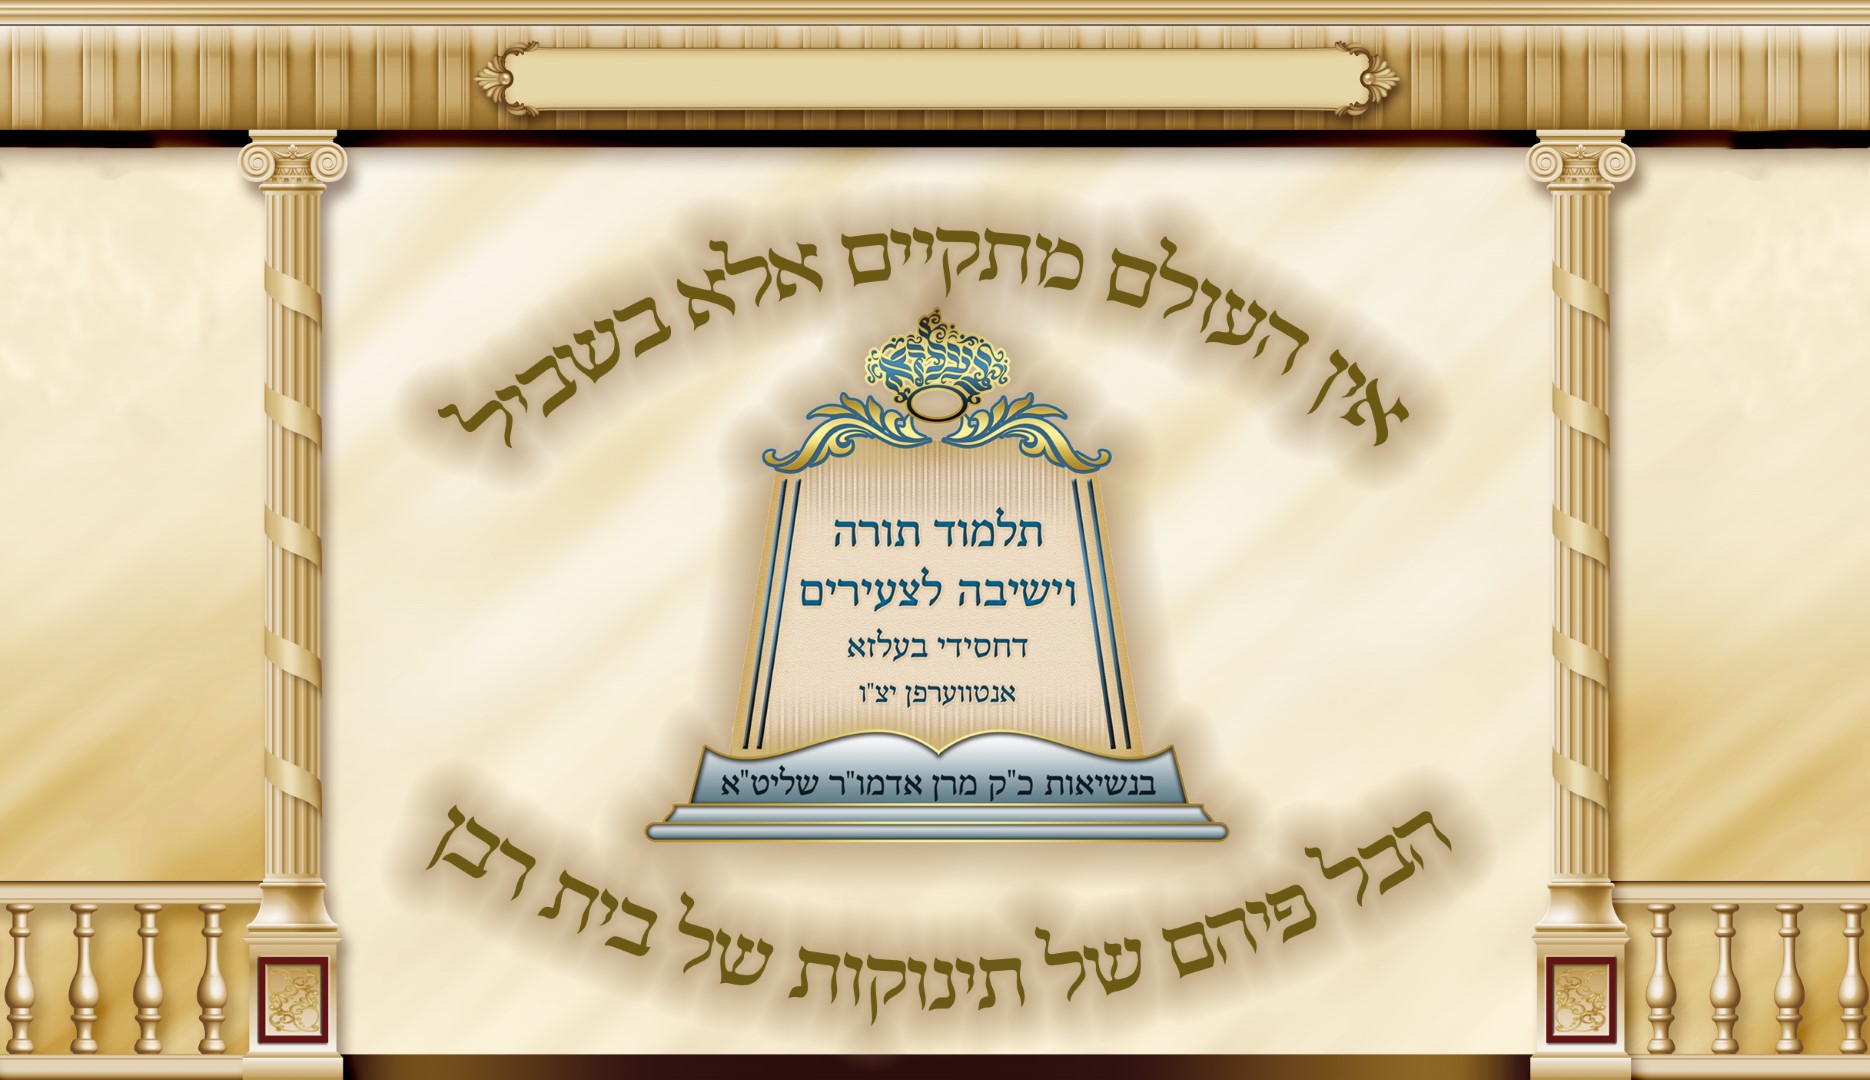 אין העולם מתקיים אלא בשביל
בעלזא
תלמוד תורה
וישיבה לצעירים
דחסידי בעלזא
אנטווערפן יצ"ו
בנשיאות כ"ק מרן אדמו"ר שליט"א
הבל פיהם של תינוקות של בית רבן